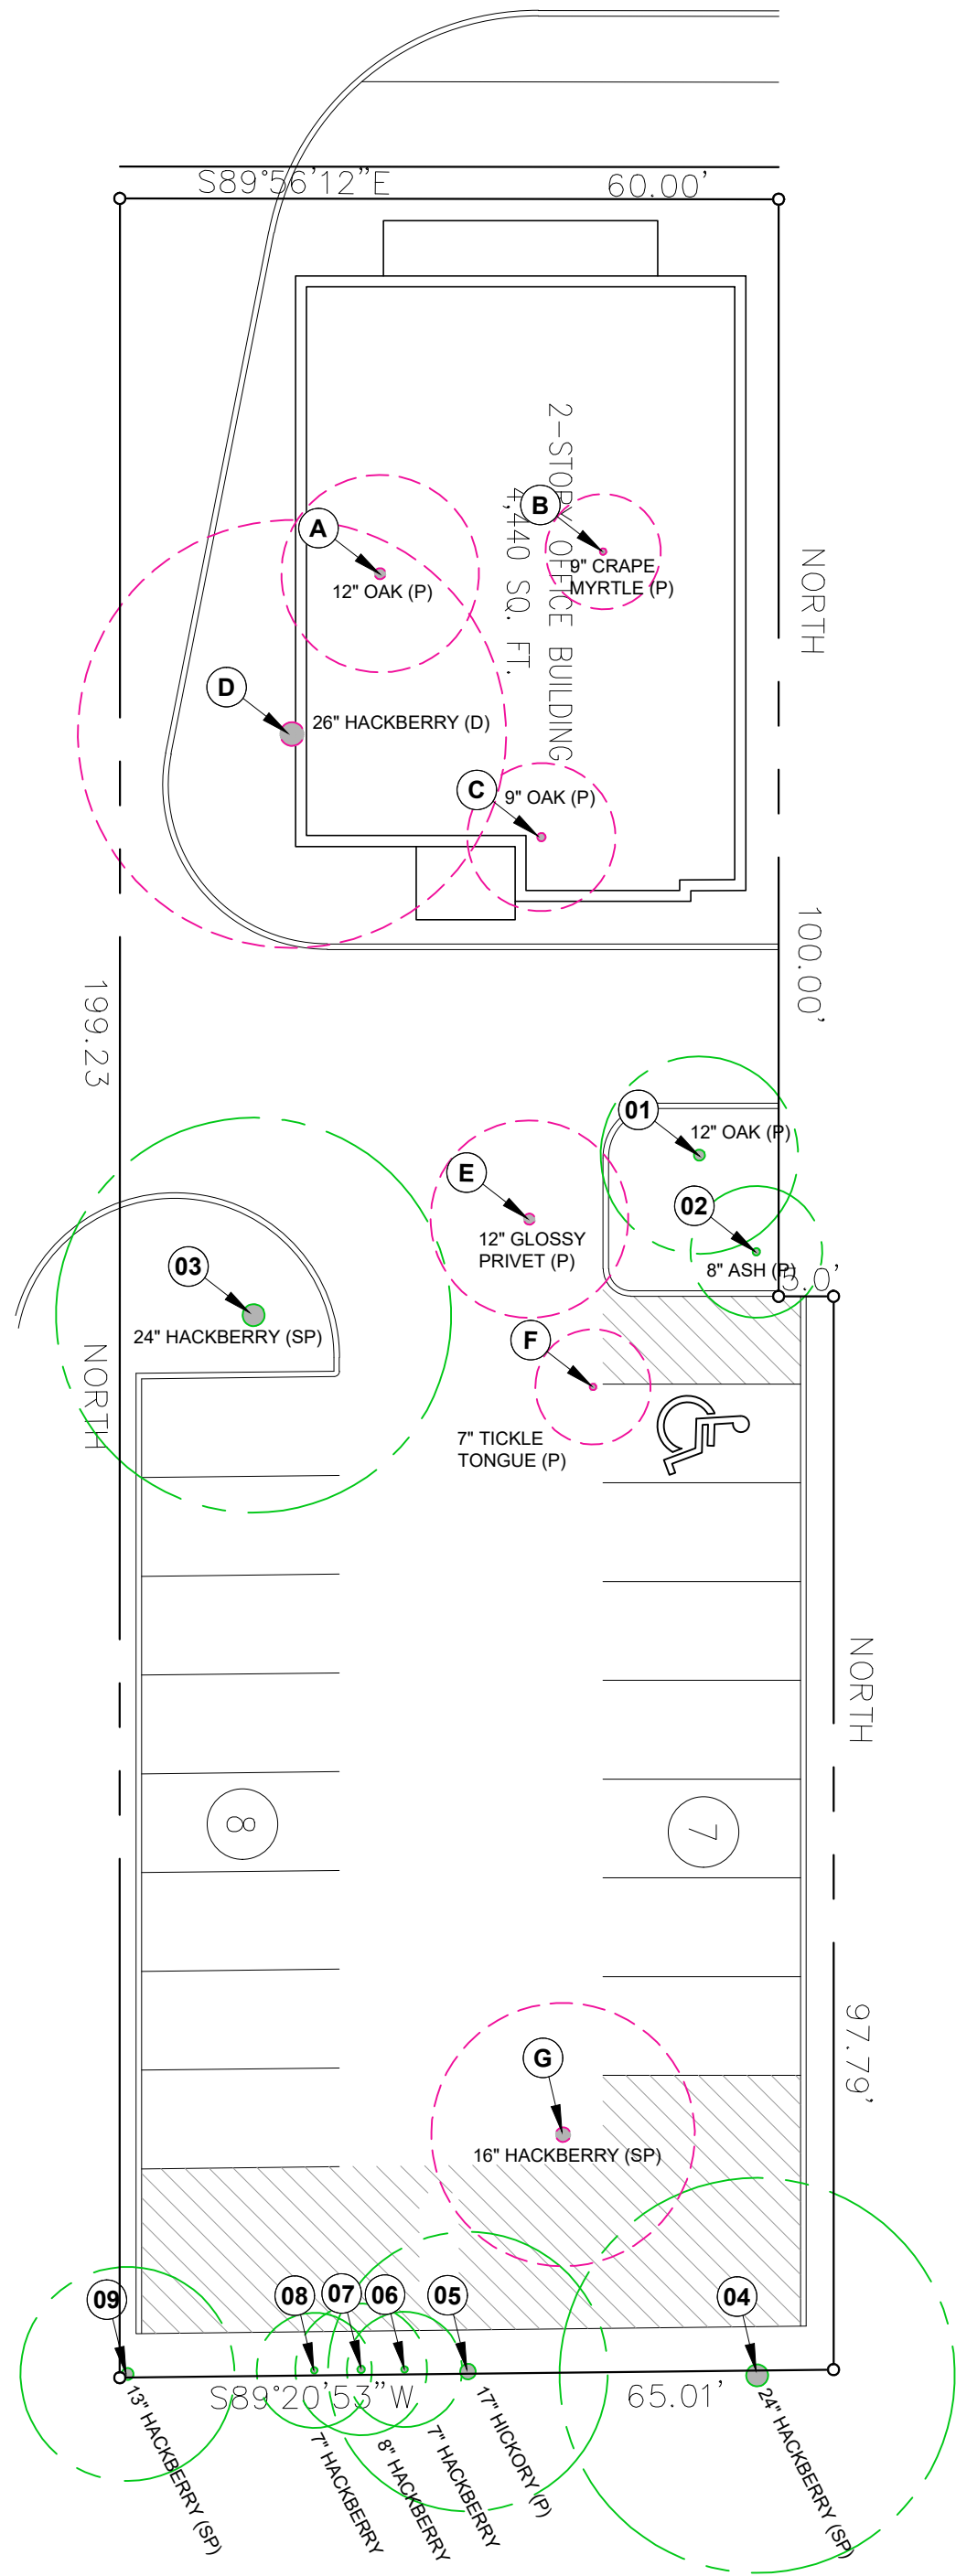 S89°56'12"E
60.00'
2-STORY OFFICE BUILDING
4,440 SQ. FT.
A
12" OAK (P)
B
9" CRAPE
MYRTLE (P)
NORTH
D
26" HACKBERRY (D)
C
9" OAK (P)
100.00'
199.23
01
12" OAK (P)
E
12" GLOSSY
PRIVET (P)
02
8" ASH (P)
5.0'
03
24" HACKBERRY (SP)
F
7" TICKLE
TONGUE (P)
NORTH
NORTH
8
7
97.79'
G
16" HACKBERRY (SP)
09
08
07
06
05
04
S89°20'53"W
65.01'
13" HACKBERRY (SP)
7" HACKBERRY
8" HACKBERRY
7" HACKBERRY
17" HICKORY (P)
24" HACKBERRY (SP)